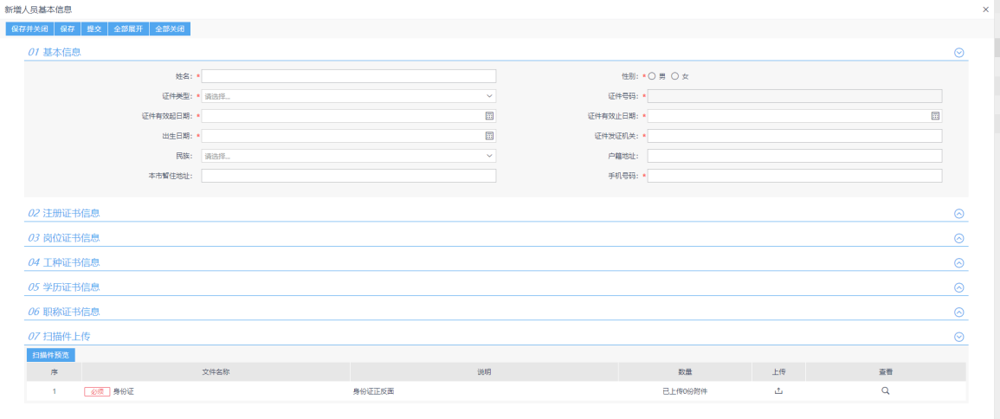 新增人员基本信息 ×
保存并关闭 保存 提交 全部展开 全部关闭
01 基本信息
姓名: * 性别: * 男 女
证件类型: * 请选择... 证件号码: *
证件有效起日期: * 证件有效止日期: *
出生日期: * 证件发证机关: *
民族: 请选择... 户籍地址:
本市暂住地址: 手机号码: *
02 注册证书信息
03 岗位证书信息
04 工种证书信息
05 学历证书信息
06 职称证书信息
07 扫描件上传
扫描件预览
序 文件名称 说明 数量 上传 查看
1 必须 身份证 身份证正反面 已上传0份附件